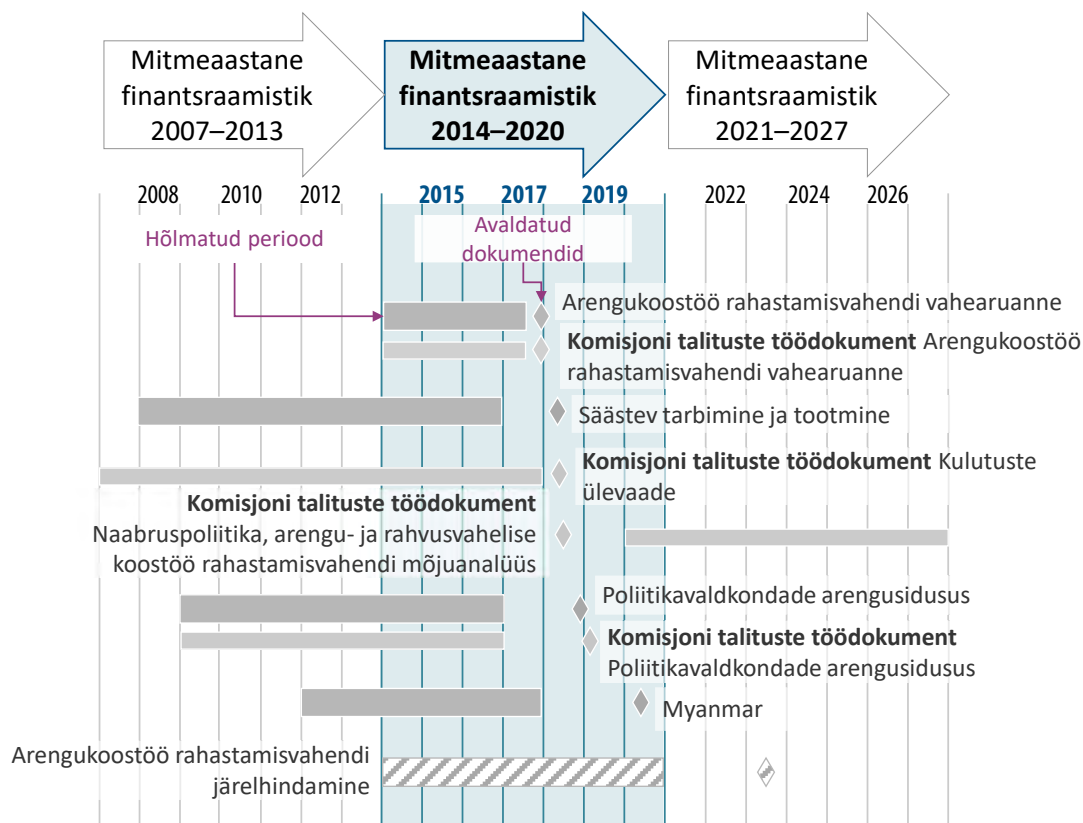 Mitmeaastane
finantsraamistik
2007–2013
Mitmeaastane
finantsraamistik
2014–2020
Mitmeaastane
finantsraamistik
2021–2027
2008 2010 2012 2015 2017 2019 2022 2024 2026
Hõlmatud periood
Avaldatud
dokumendid
Arengukoostöö rahastamisvahendi vahearuanne
Komisjoni talituste töödokument Arengukoostöö
rahastamisvahendi vahearuanne
Säästev tarbimine ja tootmine
Komisjoni talituste töödokument Kulutuste
ülevaade
Komisjoni talituste töödokument
Naabruspoliitika, arengu- ja rahvusvahelise
koostöö rahastamisvahendi mõjuanalüüs
Poliitikavaldkondade arengusidusus
Komisjoni talituste töödokument
Poliitikavaldkondade arengusidusus
Myanmar
Arengukoostöö rahastamisvahendi
järelhindamine